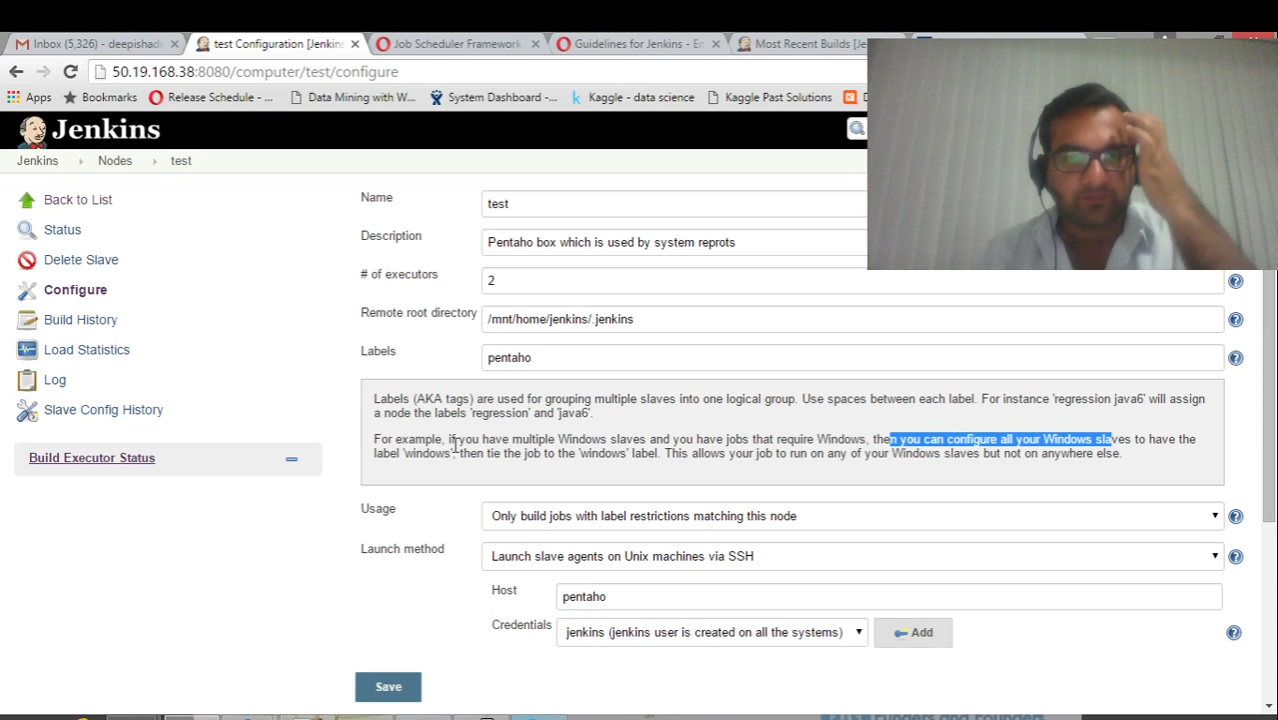 Inbox (5,326) - deepishad
test Configuration [Jenkins
Job Scheduler Framework
Guidelines for Jenkins - En
Most Recent Builds [Je
50.19.168.38:8080/computer/test/configure
Apps
Bookmarks
Release Schedule - ...
Data Mining with W...
System Dashboard -...
Kaggle - data science
Kaggle Past Solutions
Jenkins
Jenkins
Nodes
test
Back to List
Status
Delete Slave
Configure
Build History
Load Statistics
Log
Slave Config History
Build Executor Status
Name
test
Description
Pentaho box which is used by system reprots
# of executors
2
Remote root directory
/mnt/home/jenkins/.jenkins
Labels
pentaho
Labels (AKA tags) are used for grouping multiple slaves into one logical group. Use spaces between each label. For instance 'regression java6' will assign
a node the labels 'regression' and 'java6'.
For example, if you have multiple Windows slaves and you have jobs that require Windows, then you can configure all your Windows slaves to have the
label 'windows', then tie the job to the 'windows' label. This allows your job to run on any of your Windows slaves but not on anywhere else.
Usage
Only build jobs with label restrictions matching this node
Launch method
Launch slave agents on Unix machines via SSH
Host
pentaho
Credentials
jenkins (jenkins user is created on all the systems)
Add
Save